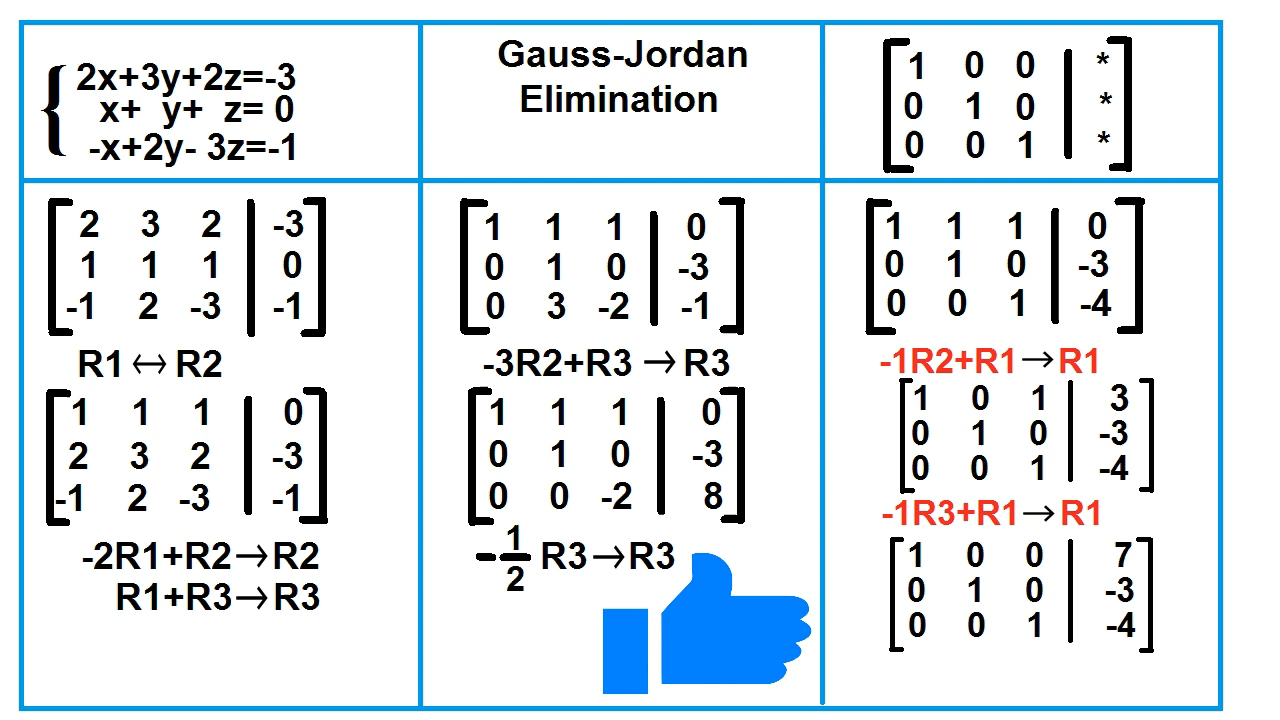 2x+3y+2z=-3
x+ y+ z= 0
-x+2y- 3z=-1
Gauss-Jordan
Elimination
1 0 0 | *
0 1 0 | *
0 0 1 | *
2 3 2 | -3
1 1 1 | 0
-1 2 -3 | -1
R1↔R2
1 1 1 | 0
2 3 2 | -3
-1 2 -3 | -1
-2R1+R2→R2
R1+R3→R3
1 1 1 | 0
0 1 0 | -3
0 3 -2 | -1
-3R2+R3→R3
1 1 1 | 0
0 1 0 | -3
0 0 -2 | 8
-1/2 R3→R3
1 1 1 | 0
0 1 0 | -3
0 0 1 | -4
-1R2+R1→R1
1 0 1 | 3
0 1 0 | -3
0 0 1 | -4
-1R3+R1→R1
1 0 0 | 7
0 1 0 | -3
0 0 1 | -4